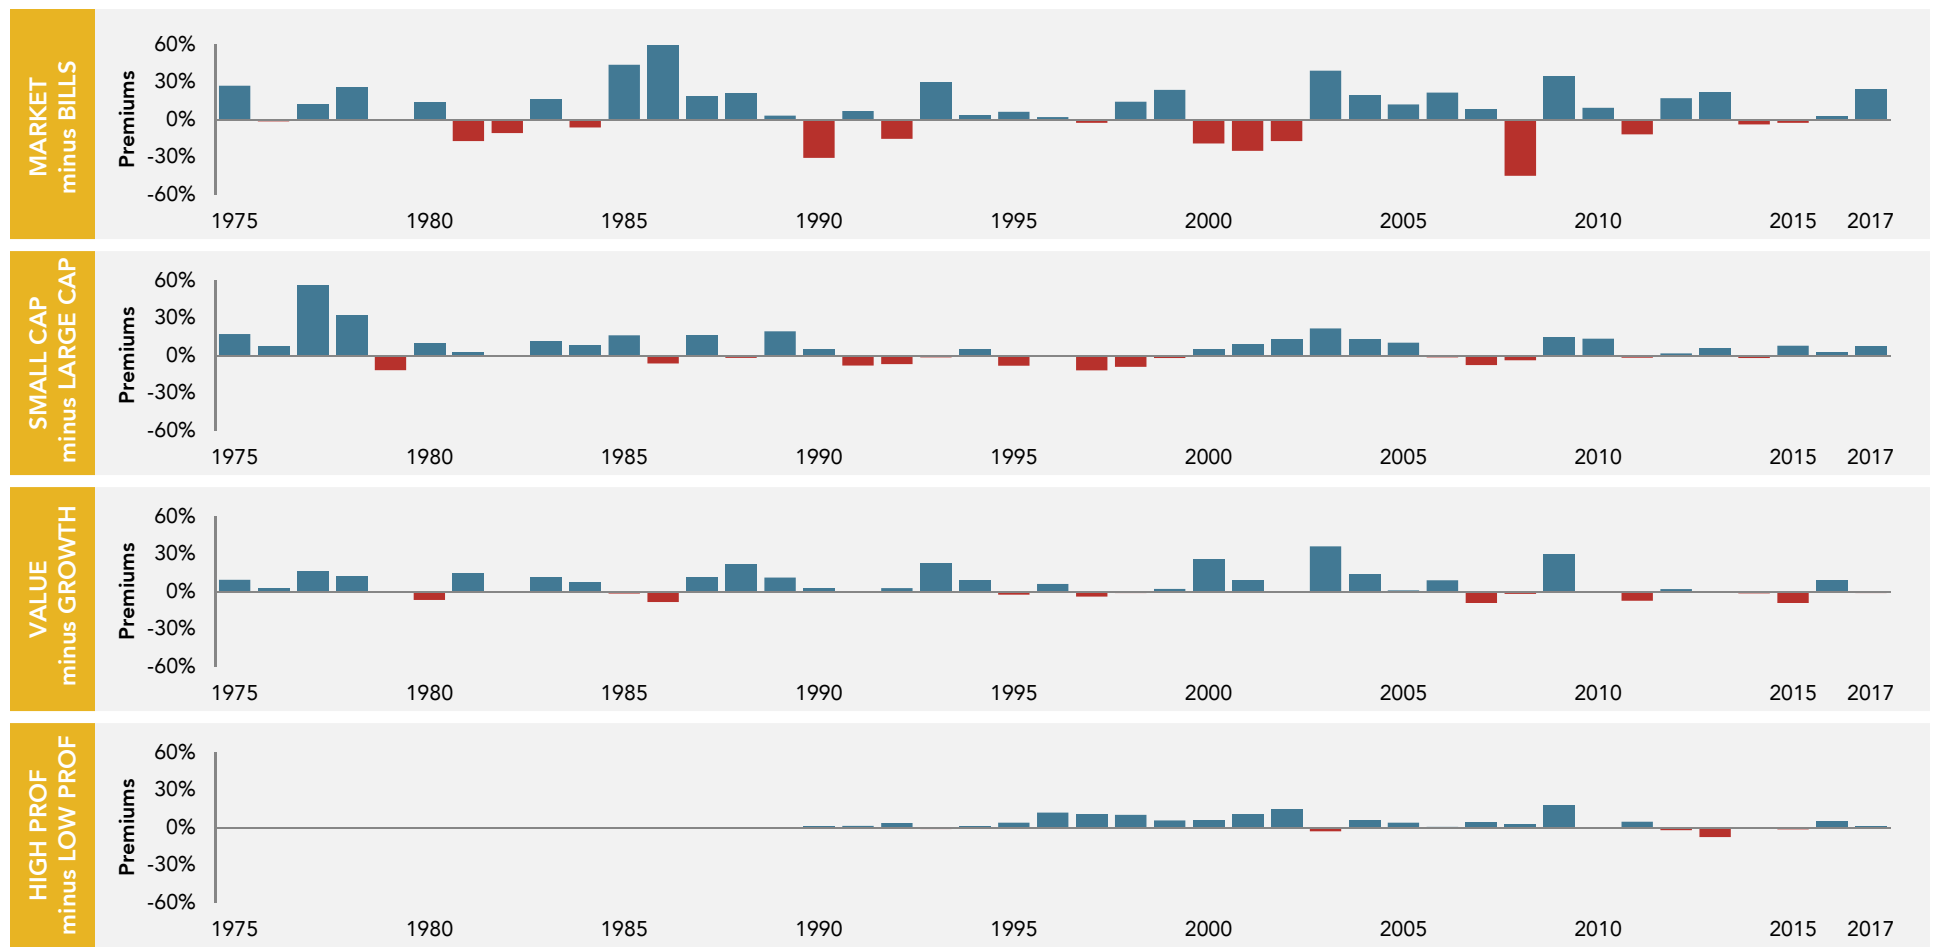 MARKET
minus BILLS
Premiums
60%
30%
0%
-30%
-60%
1975 1980 1985 1990 1995 2000 2005 2010 2015 2017
SMALL CAP
minus LARGE CAP
Premiums
60%
30%
0%
-30%
-60%
1975 1980 1985 1990 1995 2000 2005 2010 2015 2017
VALUE
minus GROWTH
Premiums
60%
30%
0%
-30%
-60%
1975 1980 1985 1990 1995 2000 2005 2010 2015 2017
HIGH PROF
minus LOW PROF
Premiums
60%
30%
0%
-30%
-60%
1975 1980 1985 1990 1995 2000 2005 2010 2015 2017